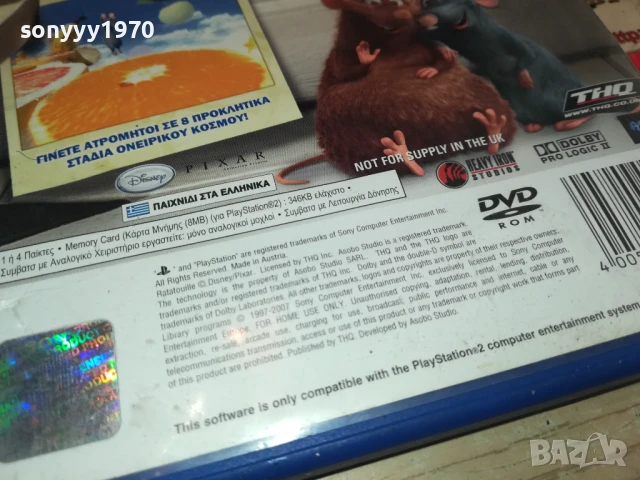 sonyyy1970
ΓΙΝΕΤΕ ΑΤΡΟΜΗΤΟΙ ΣΕ 8 ΠΡΟΚΛΗΤΙΚΑ
ΣΤΑΔΙΑ ΟΝΕΙΡΙΚΟΥ ΚΟΣΜΟΥ!
THQ
WWW.THQ.CO.UK
Disney
PIXAR
NOT FOR SUPPLY IN THE UK
HEAVY IRON
STUDIOS
DOLBY
PRO LOGIC II
ΠΑΙΧΝΙΔΙ ΣΤΑ ΕΛΛΗΝΙΚΑ
DVD
ROM
1 ή 4 Παίκτες • Memory Card (Κάρτα Μνήμης (8MB) (για PlayStation®2) : 346KB ελάχιστο •
Συμβατό με Αναλογικό Χειριστήριο εργαστείτε: μόνο αναλογικοί μοχλοί • Συμβατό με Λειτουργία Δόνησης
and "PlayStation" are registered trademarks of Sony Computer Entertainment Inc.
All Rights Reserved. Made in Austria.
Ratatouille © Disney/Pixar. Licensed by THQ Inc. Asobo Studio is a registered trademark.
The technology is the property of Asobo Studio SARL. THQ and the THQ logo are
trademarks and/or registered trademarks of THQ Inc. Dolby and the double-D symbol are
trademarks of Dolby Laboratories. All other trademarks, logos and copyrights are property of their respective owners.
Library programs © 1997-2007 Sony Computer Entertainment Inc. exclusively licensed to Sony Computer
Entertainment Europe. FOR HOME USE ONLY. Unauthorised copying, adaptation, rental, lending, distribution,
extraction, re-sale, arcade use, charging for use, broadcast, public performance and internet, cable or any
telecommunications transmission, access or use of this product or any trademark or copyright work that forms part
of this product are prohibited. Published by THQ. Developed by Asobo Studio.
4 005
This software is only compatible with the PlayStation®2 computer entertainment system
BAZAR